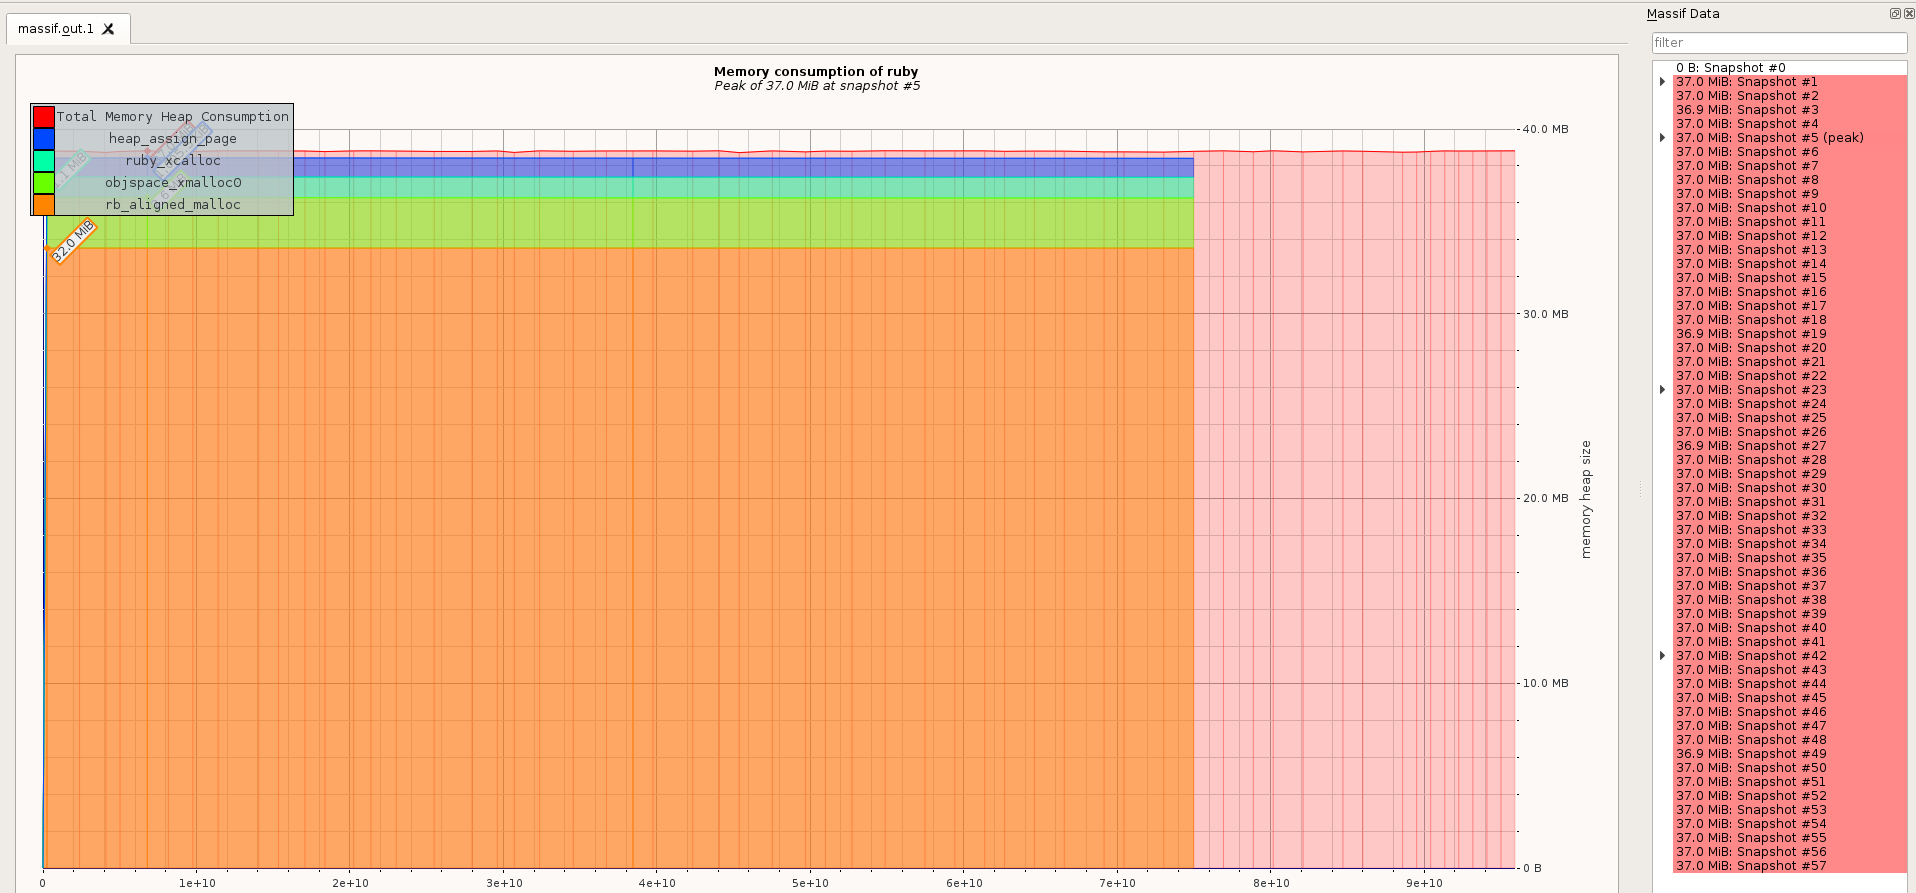 massif.out.1
Memory consumption of ruby
Peak of 37.0 MiB at snapshot #5
Total Memory Heap Consumption
heap_assign_page
ruby_xcalloc
objspace_xmalloc0
rb_aligned_malloc
32.0 MiB
40.0 MB
30.0 MB
20.0 MB
10.0 MB
0 B
memory heap size
0
1e+10
2e+10
3e+10
4e+10
5e+10
6e+10
7e+10
8e+10
9e+10
Massif Data
filter
0 B: Snapshot #0
37.0 MiB: Snapshot #1
37.0 MiB: Snapshot #2
36.9 MiB: Snapshot #3
37.0 MiB: Snapshot #4
37.0 MiB: Snapshot #5 (peak)
37.0 MiB: Snapshot #6
37.0 MiB: Snapshot #7
37.0 MiB: Snapshot #8
37.0 MiB: Snapshot #9
37.0 MiB: Snapshot #10
37.0 MiB: Snapshot #11
37.0 MiB: Snapshot #12
37.0 MiB: Snapshot #13
37.0 MiB: Snapshot #14
37.0 MiB: Snapshot #15
37.0 MiB: Snapshot #16
37.0 MiB: Snapshot #17
37.0 MiB: Snapshot #18
36.9 MiB: Snapshot #19
37.0 MiB: Snapshot #20
37.0 MiB: Snapshot #21
37.0 MiB: Snapshot #22
37.0 MiB: Snapshot #23
37.0 MiB: Snapshot #24
37.0 MiB: Snapshot #25
37.0 MiB: Snapshot #26
36.9 MiB: Snapshot #27
37.0 MiB: Snapshot #28
37.0 MiB: Snapshot #29
37.0 MiB: Snapshot #30
37.0 MiB: Snapshot #31
37.0 MiB: Snapshot #32
37.0 MiB: Snapshot #33
37.0 MiB: Snapshot #34
37.0 MiB: Snapshot #35
37.0 MiB: Snapshot #36
37.0 MiB: Snapshot #37
37.0 MiB: Snapshot #38
37.0 MiB: Snapshot #39
37.0 MiB: Snapshot #40
37.0 MiB: Snapshot #41
37.0 MiB: Snapshot #42
37.0 MiB: Snapshot #43
37.0 MiB: Snapshot #44
37.0 MiB: Snapshot #45
37.0 MiB: Snapshot #46
37.0 MiB: Snapshot #47
37.0 MiB: Snapshot #48
36.9 MiB: Snapshot #49
37.0 MiB: Snapshot #50
37.0 MiB: Snapshot #51
37.0 MiB: Snapshot #52
37.0 MiB: Snapshot #53
37.0 MiB: Snapshot #54
37.0 MiB: Snapshot #55
37.0 MiB: Snapshot #56
37.0 MiB: Snapshot #57